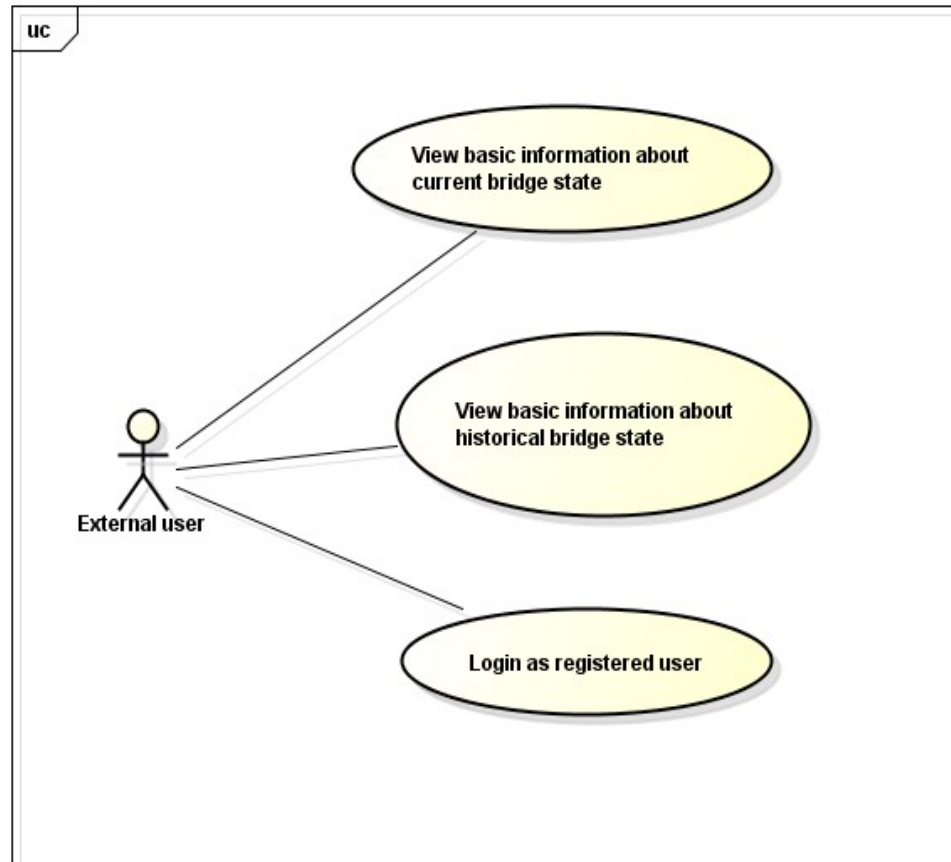 uc
View basic information about
current bridge state
View basic information about
historical bridge state
External user
Login as registered user